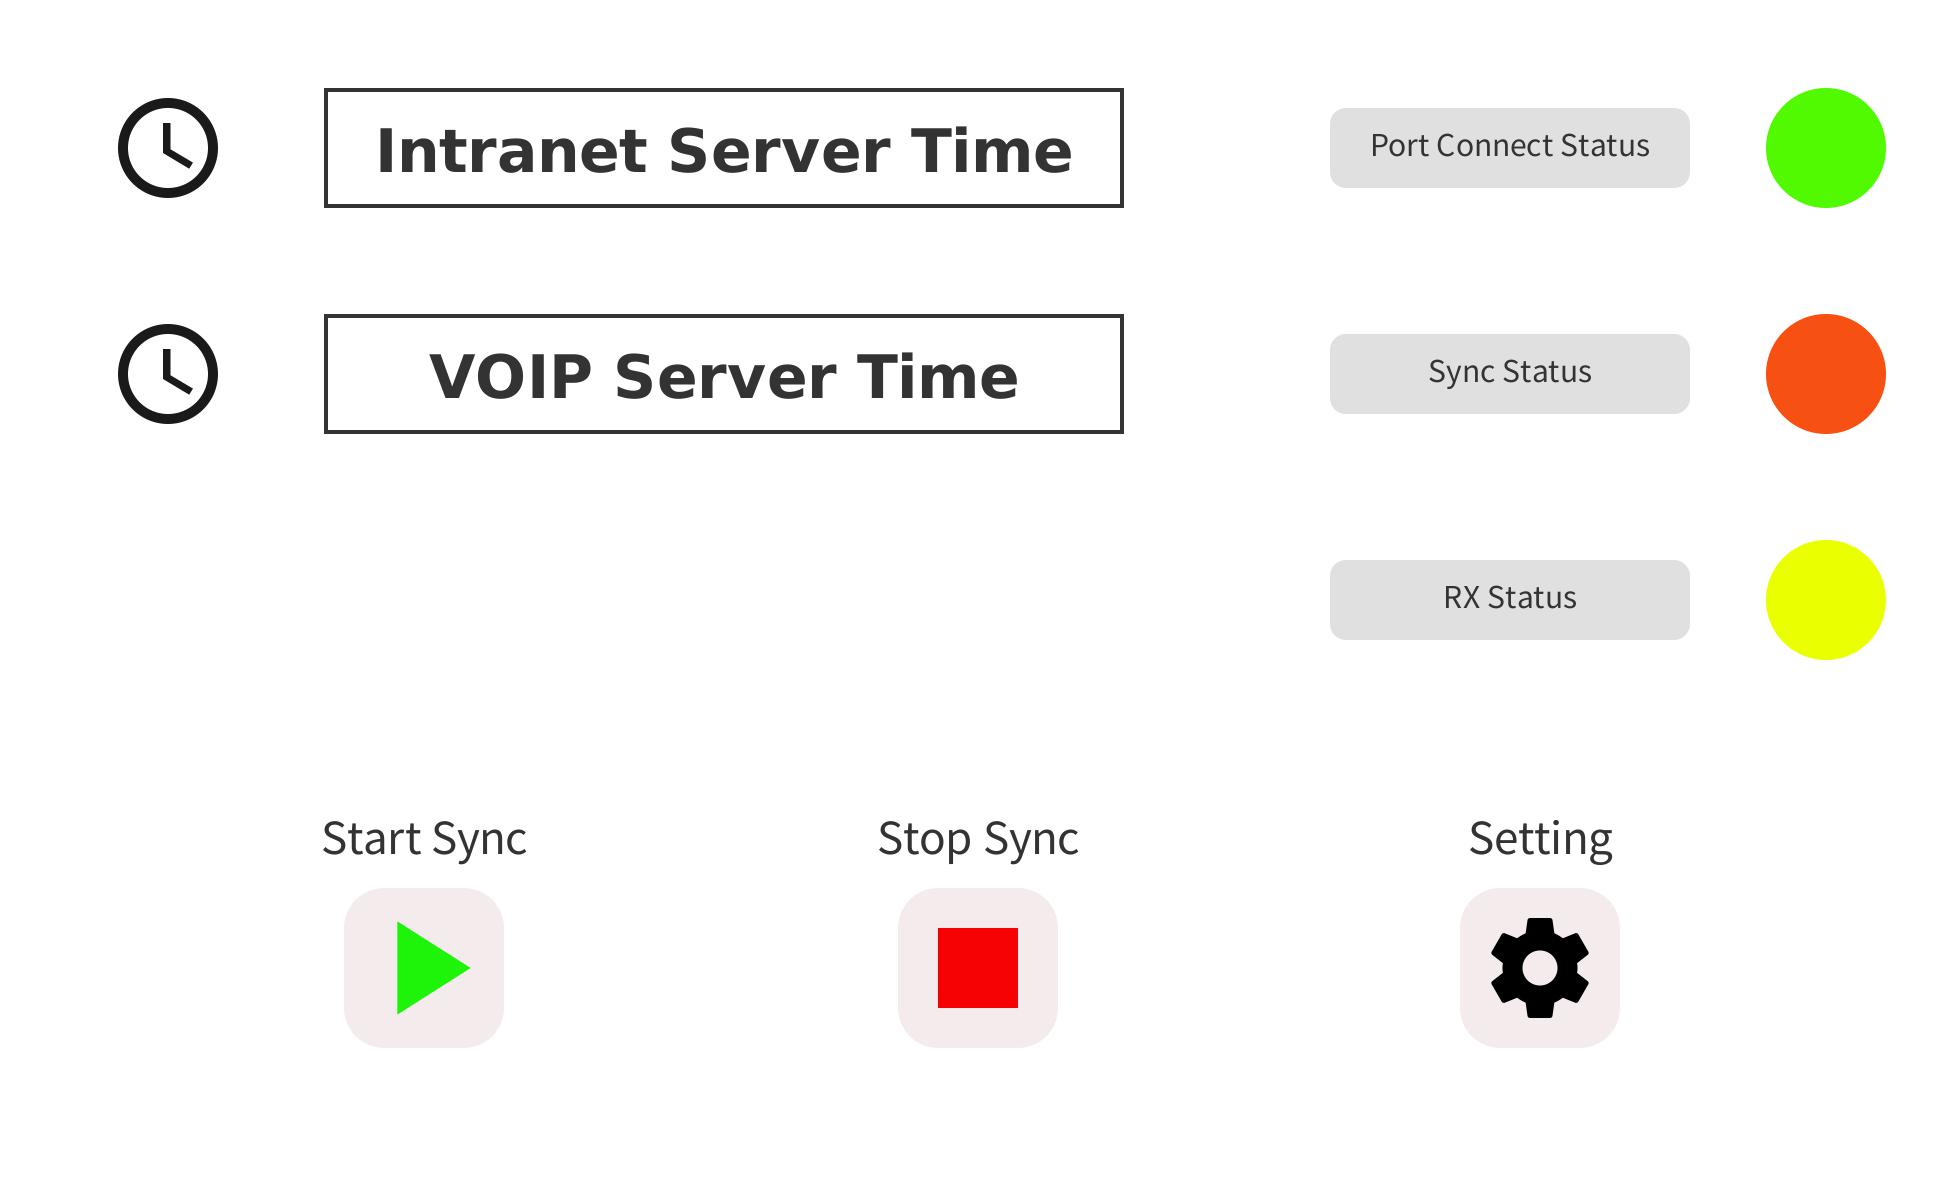 Intranet Server Time
Port Connect Status
VOIP Server Time
Sync Status
RX Status
Start Sync
Stop Sync
Setting